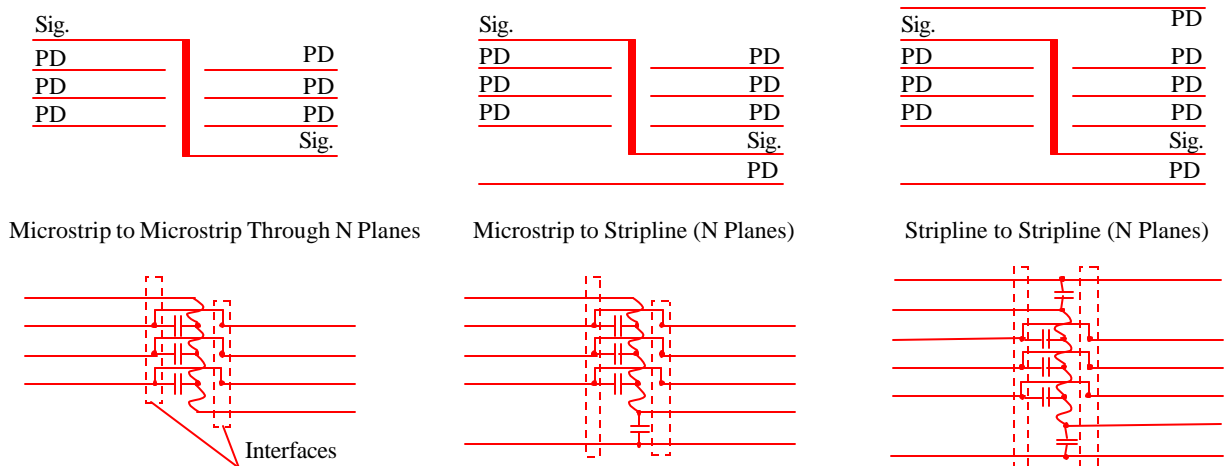 Sig.
PD
PD
PD
PD
PD
PD
Sig.
Microstrip to Microstrip Through N Planes
Sig.
PD
PD
PD
PD
PD
PD
Sig.
PD
Microstrip to Stripline (N Planes)
PD
Sig.
PD
PD
PD
PD
PD
PD
Sig.
PD
Stripline to Stripline (N Planes)
Interfaces